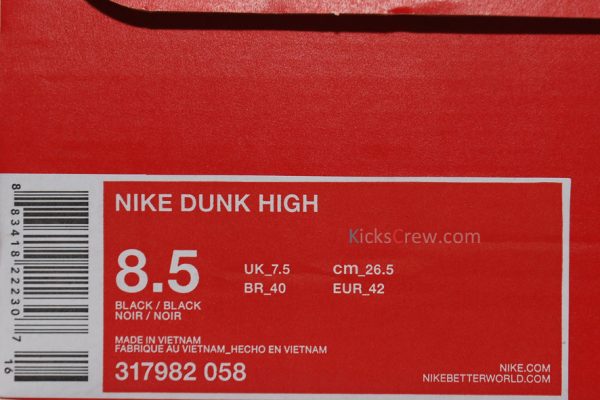 NIKE DUNK HIGH
KicksCrew.com
8.5
UK_7.5 cm_26.5
BR_40 EUR_42
BLACK / BLACK
NOIR / NOIR
MADE IN VIETNAM
FABRIQUE AU VIETNAM_HECHO EN VIETNAM
317982 058
NIKE.COM
NIKEBETTERWORLD.COM
8 83418 22230 7
16